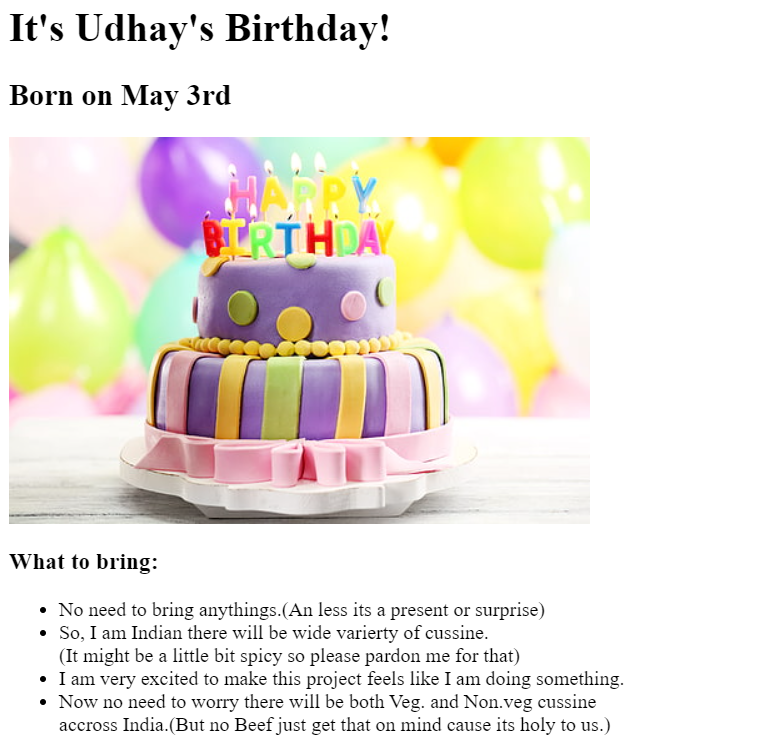 It's Udhay's Birthday!
Born on May 3rd
HAPPY
BIRTHDAY
What to bring:
No need to bring anythings.(An less its a present or surprise)
So, I am Indian there will be wide varierty of cussine.
(It might be a little bit spicy so please pardon me for that)
I am very excited to make this project feels like I am doing something.
Now no need to worry there will be both Veg. and Non.veg cussine
accross India.(But no Beef just get that on mind cause its holy to us.)